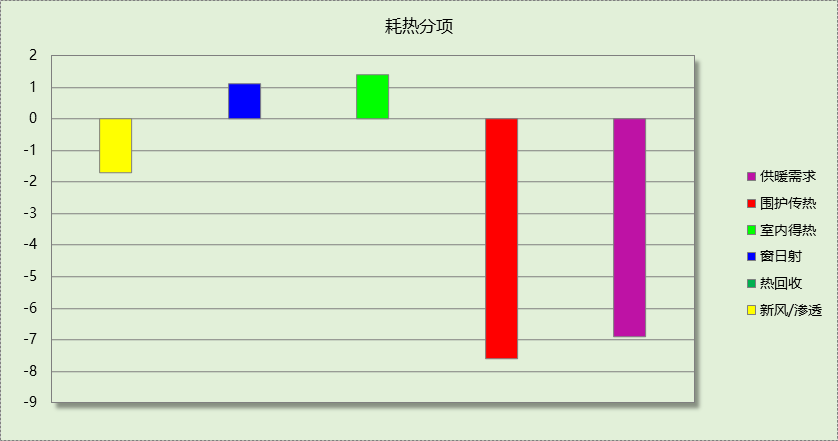 耗热分项
2
1
0
-1
-2
-3
-4
-5
-6
-7
-8
-9
供暖需求
围护传热
室内得热
窗日射
热回收
新风/渗透